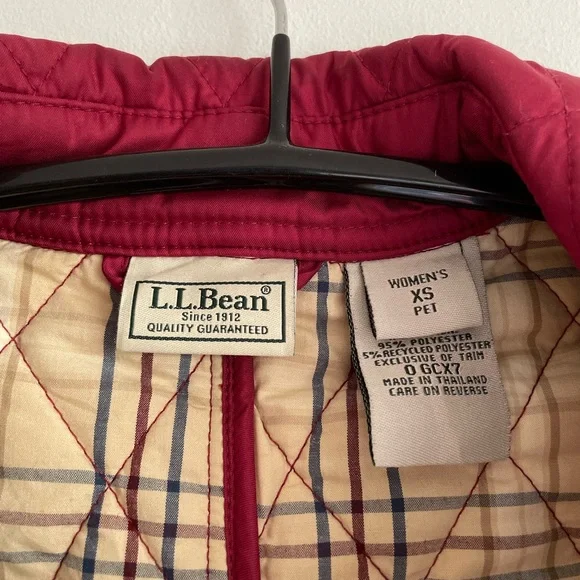 L.L.Bean®
Since 1912
QUALITY GUARANTEED
WOMEN'S
XS
PET
95% POLYESTER
5% RECYCLED POLYESTER
EXCLUSIVE OF TRIM
0 GCX7
MADE IN THAILAND
CARE ON REVERSE